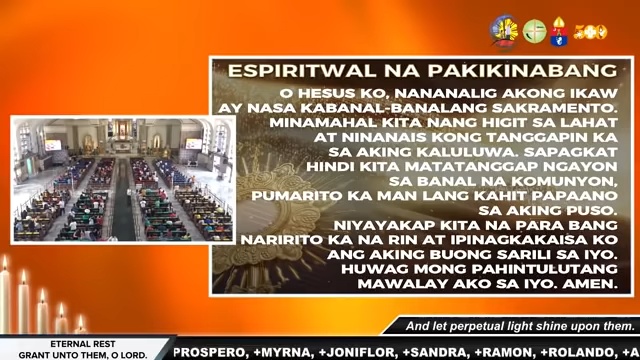 500
ESPIRITWAL NA PAKIKINABANG
O HESUS KO, NANANALIG AKONG IKAW
AY NASA KABANAL-BANALANG SAKRAMENTO.
MINAMAHAL KITA NANG HIGIT SA LAHAT
AT NINANAIS KONG TANGGAPIN KA
SA AKING KALULUWA. SAPAGKAT
HINDI KITA MATATANGGAP NGAYON
SA BANAL NA KOMUNYON,
PUMARITO KA MAN LANG KAHIT PAPAANO
SA AKING PUSO.
NIYAYAKAP KITA NA PARA BANG
NARIRITO KA NA RIN AT IPINAGKAKAISA KO
ANG AKING BUONG SARILI SA IYO.
HUWAG MONG PAHINTULUTANG
MAWALAY AKO SA IYO. AMEN.
And let perpetual light shine upon them.
ETERNAL REST
GRANT UNTO THEM, O LORD.
PROSPERO, +MYRNA, +JONIFLOR, +SANDRA, +RAMON, +ROLANDO, +A